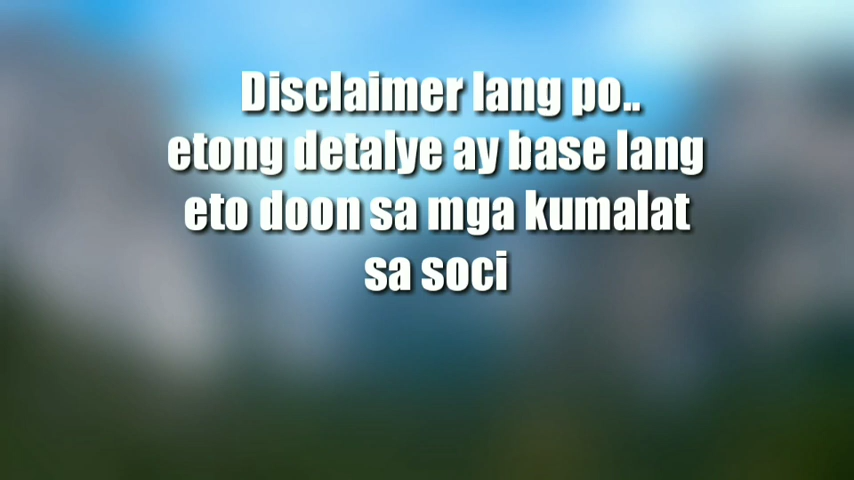 Disclaimer lang po..
etong detalye ay base lang
eto doon sa mga kumalat
sa soci